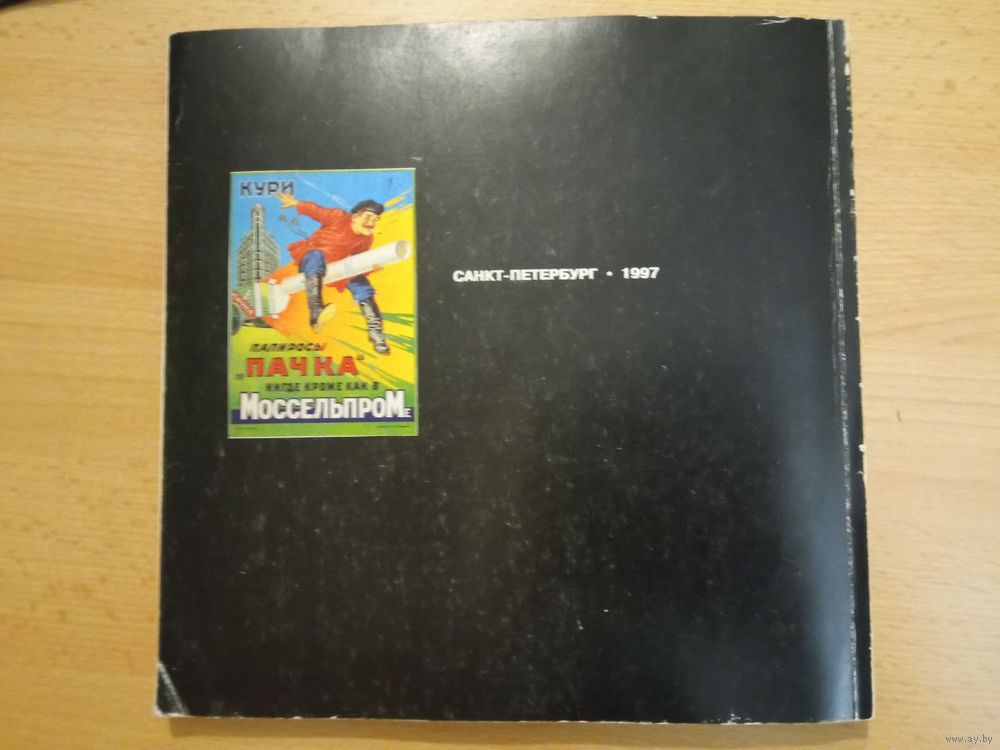 КУРИ
ПАПИРОСЫ
„ПАЧКА“
НИГДЕ КРОМЕ КАК В
МОССЕЛЬПРОМЕ
САНКТ-ПЕТЕРБУРГ • 1997
www.ay.by